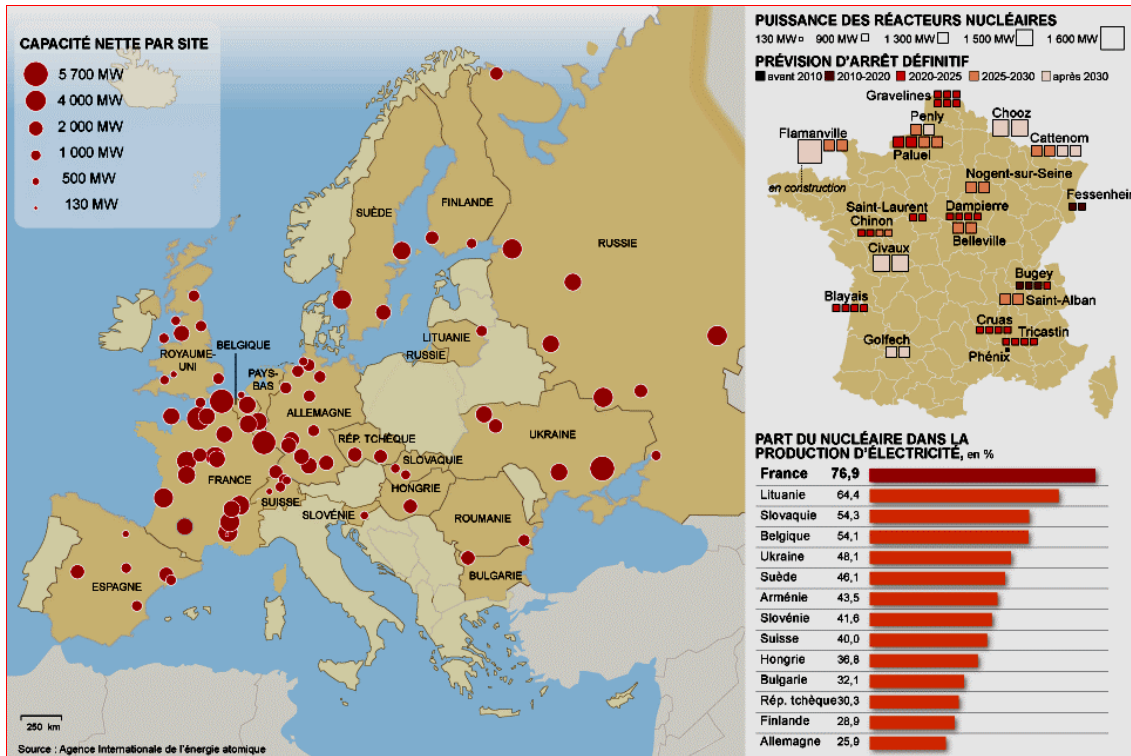 CAPACITÉ NETTE PAR SITE
5 700 MW
4 000 MW
2 000 MW
1 000 MW
500 MW
130 MW
FINLANDE
SUÈDE
RUSSIE
LITUANIE
RUSSIE
BELGIQUE
ROYAUME-
UNI
PAYS-
BAS
ALLEMAGNE
RÉP. TCHÈQUE
UKRAINE
SLOVAQUIE
FRANCE
SUISSE
HONGRIE
SLOVÉNIE
ROUMANIE
BULGARIE
ESPAGNE
250 km
Source : Agence Internationale de l'énergie atomique
PUISSANCE DES RÉACTEURS NUCLÉAIRES
130 MW 900 MW 1 300 MW 1 500 MW 1 600 MW
PRÉVISION D'ARRÊT DÉFINITIF
avant 2010 2010-2020 2020-2025 2025-2030 après 2030
Gravelines
Penly
Chooz
Flamanville
Cattenom
Paluel
en construction
Nogent-sur-Seine
Fessenheim
Saint-Laurent
Dampierre
Chinon
Belleville
Civaux
Bugey
Blayais
Saint-Alban
Cruas
Tricastin
Golfech
Phénix
PART DU NUCLÉAIRE DANS LA
PRODUCTION D'ÉLECTRICITÉ, en %
France 76,9
Lituanie 64,4
Slovaquie 54,3
Belgique 54,1
Ukraine 48,1
Suède 46,1
Arménie 43,5
Slovénie 41,6
Suisse 40,0
Hongrie 36,8
Bulgarie 32,1
Rép. tchèque 30,3
Finlande 28,9
Allemagne 25,9